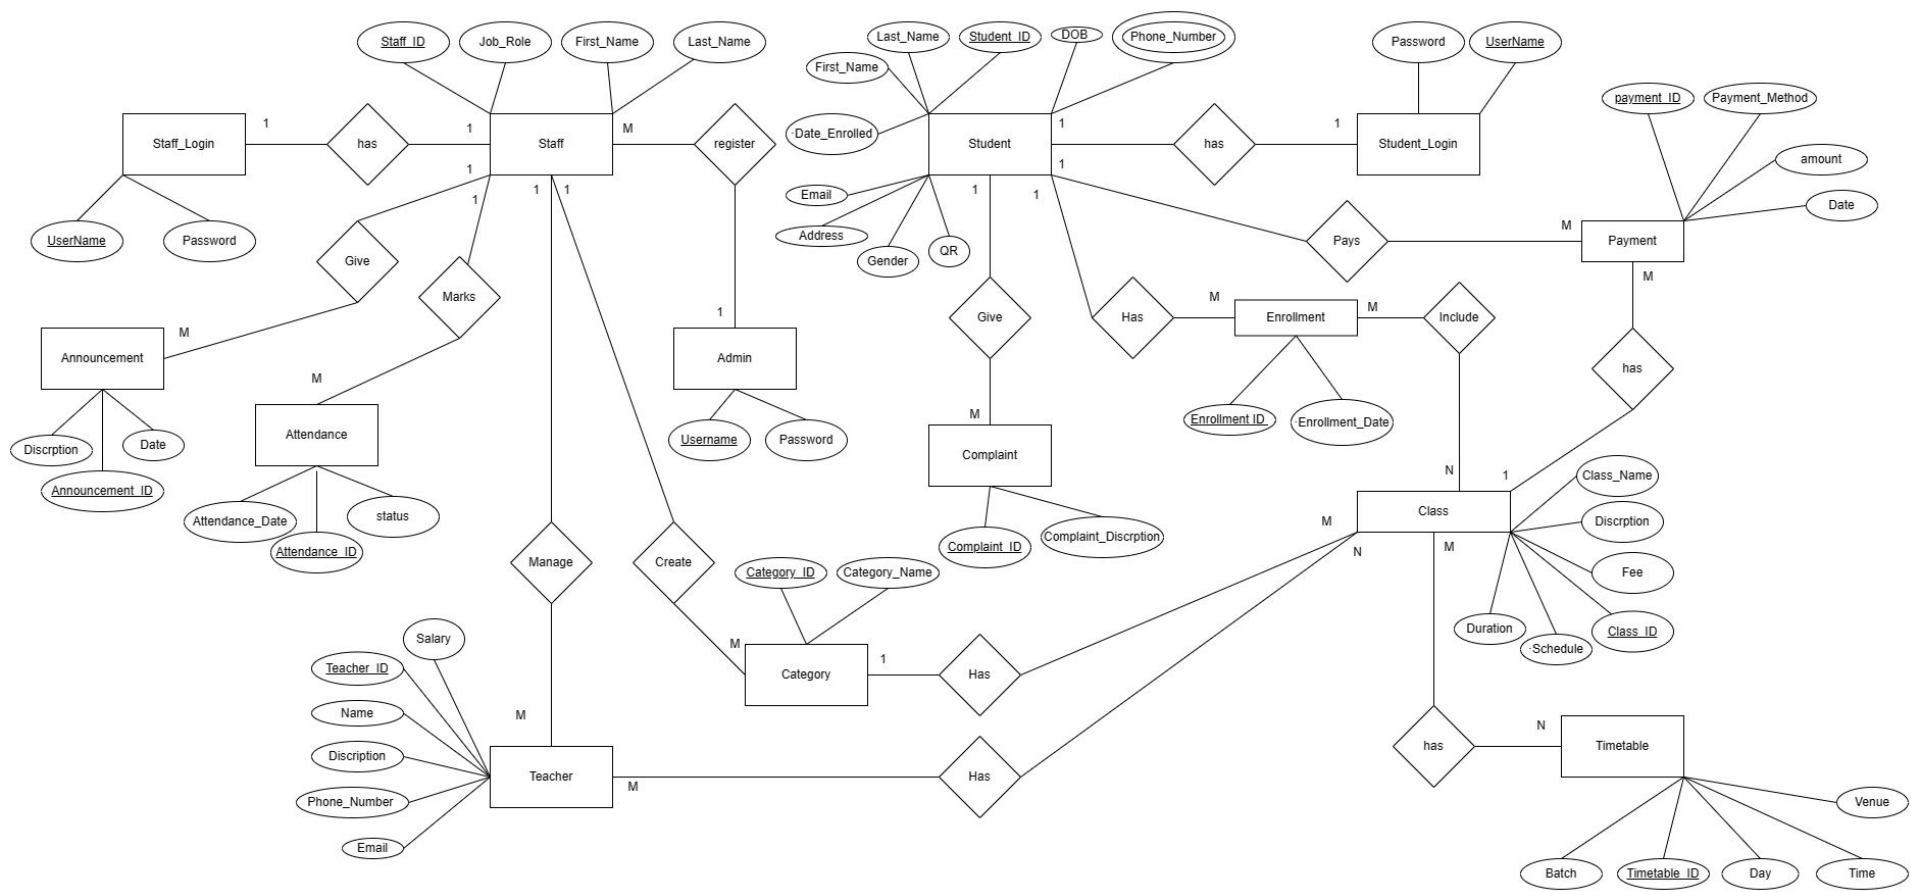 Staff_ID
Job_Role
First_Name
Last_Name
Last_Name
Student_ID
DOB
Phone_Number
Password
UserName
First_Name
payment_ID
Payment_Method
·Date_Enrolled
Staff_Login
1
has
1
Staff
M
register
Student
1
has
1
Student_Login
amount
1
1
1
1
1
1
1
1
Email
Date
UserName
Password
Address
Gender
QR
Give
Pays
M
Payment
M
Marks
Give
Has
M
Enrollment
M
Include
M
1
Announcement
Admin
has
M
M
Enrollment ID
·Enrollment_Date
Attendance
Username
Password
Discrption
Date
Complaint
N
1
Class_Name
Announcement_ID
Class
Attendance_Date
status
M
Discrption
Attendance_ID
Complaint_ID
Complaint_Discrption
N
M
Manage
Create
Category_ID
Category_Name
Fee
Duration
Class_ID
·Schedule
Salary
M
1
Teacher_ID
Category
Has
Name
M
N
Discription
has
Timetable
Teacher
M
Has
Phone_Number
Venue
Email
Batch
Timetable_ID
Day
Time